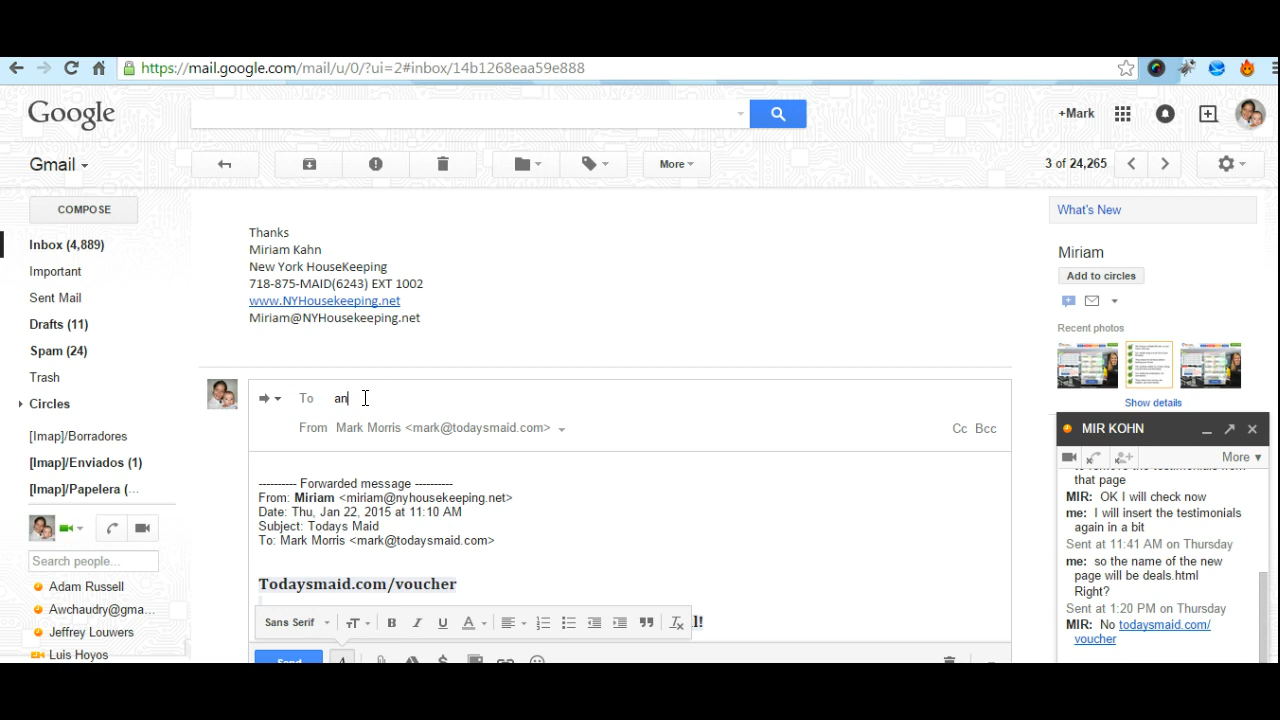 https://mail.google.com/mail/u/0/?ui=2#inbox/14b1268eaa59e888
Google
+Mark
Gmail
More
3 of 24,265
COMPOSE
Inbox (4,889)
Important
Sent Mail
Drafts (11)
Spam (24)
Trash
Circles
[Imap]/Borradores
[Imap]/Enviados (1)
[Imap]/Papelera (...
Search people...
Adam Russell
Awchaudry@gma...
Jeffrey Louwers
Luis Hoyos
Thanks
Miriam Kahn
New York HouseKeeping
718-875-MAID(6243) EXT 1002
www.NYHousekeeping.net
Miriam@NYHousekeeping.net
To an
From Mark Morris <mark@todaysmaid.com>
Cc Bcc
---------- Forwarded message ----------
From: Miriam <miriam@nyhousekeeping.net>
Date: Thu, Jan 22, 2015 at 11:10 AM
Subject: Todays Maid
To: Mark Morris <mark@todaysmaid.com>
Todaysmaid.com/voucher
l!
Sans Serif
Send
What's New
Miriam
Add to circles
Recent photos
Show details
MIR KOHN
More
that page
MIR: OK I will check now
me: I will insert the testimonials
again in a bit
Sent at 11:41 AM on Thursday
me: so the name of the new
page will be deals.html
Right?
Sent at 1:20 PM on Thursday
MIR: No todaysmaid.com/
voucher